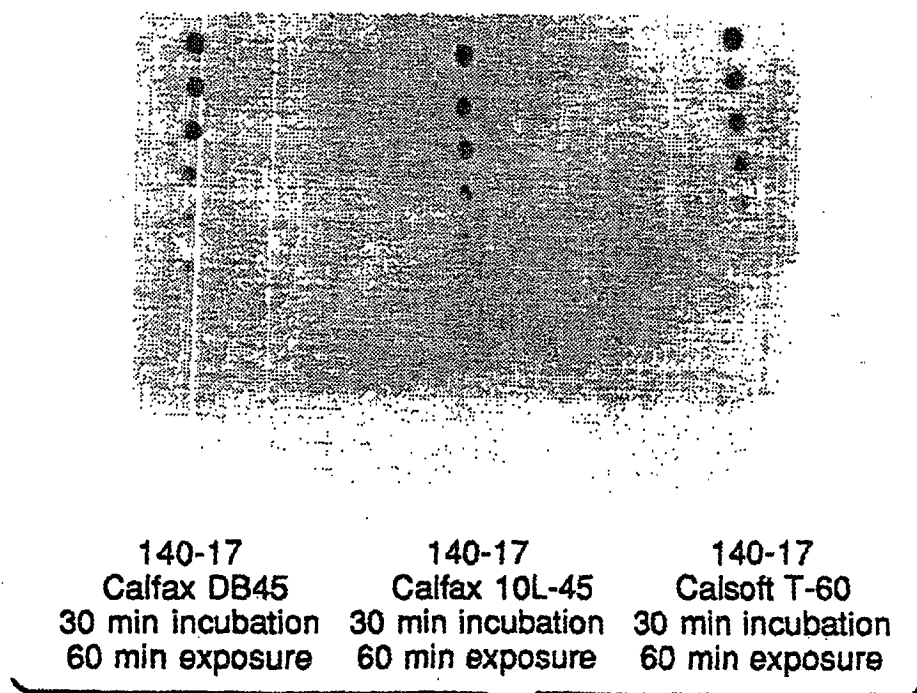 140-17
Calfax DB45
30 min incubation
60 min exposure
140-17
Calfax 10L-45
30 min incubation
60 min exposure
140-17
Calsoft T-60
30 min incubation
60 min exposure